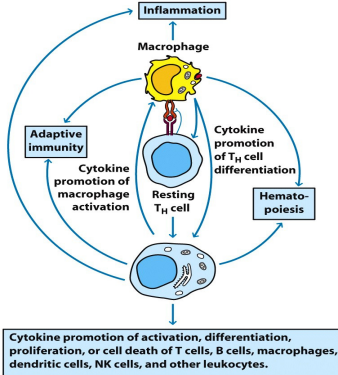 Inflammation
Macrophage
Adaptive
immunity
Cytokine
promotion
of TH cell
differentiation
Cytokine
promotion of
macrophage
activation
Resting
TH cell
Hemato-
poiesis
Cytokine promotion of activation, differentiation,
proliferation, or cell death of T cells, B cells, macrophages,
dendritic cells, NK cells, and other leukocytes.